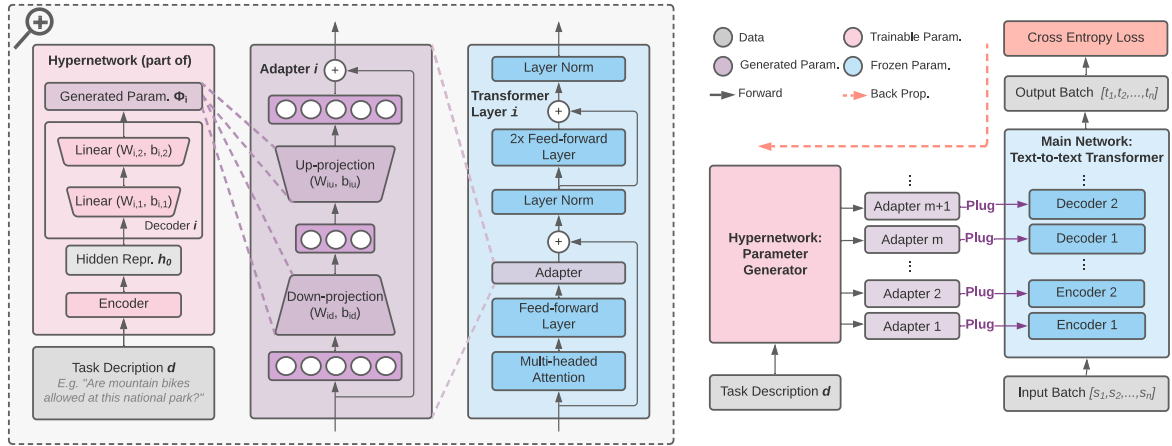 Hypernetwork (part of)
Generated Param. Φi
Linear (Wi,2, bi,2)
Linear (Wi,1, bi,1)
Decoder i
Hidden Repr. h0
Encoder
Task Decription d
E.g. "Are mountain bikes
allowed at this national park?"
Adapter i
+
Up-projection
(Wiu, biu)
Down-projection
(Wid, bid)
Layer Norm
Transformer
Layer i
+
2x Feed-forward
Layer
Layer Norm
+
Adapter
Feed-forward
Layer
Multi-headed
Attention
Data
Trainable Param.
Generated Param.
Frozen Param.
Forward
Back Prop.
Cross Entropy Loss
Output Batch [t1,t2,...,tn]
Main Network:
Text-to-text Transformer
Hypernetwork:
Parameter
Generator
...
Adapter m+1 Plug
Adapter m Plug
...
Adapter 2 Plug
Adapter 1 Plug
...
Decoder 2
Decoder 1
...
Encoder 2
Encoder 1
Task Description d
Input Batch [s1,s2,...,sn]